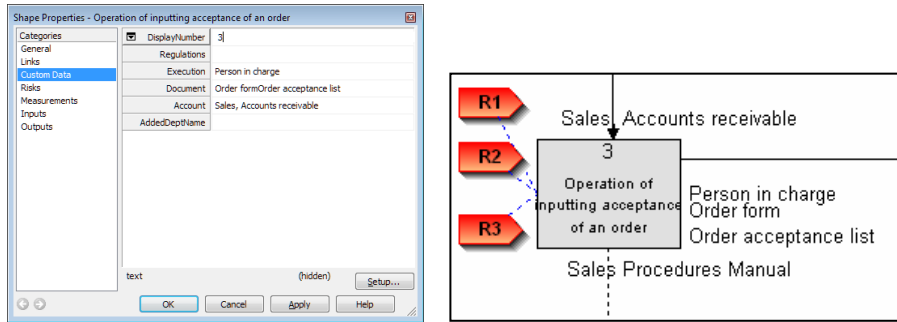 Shape Properties - Operation of inputting acceptance of an order
Categories
General
Links
Custom Data
Risks
Measurements
Inputs
Outputs
DisplayNumber 3
Regulations
Execution Person in charge
Document Order formOrder acceptance list
Account Sales, Accounts receivable
AddedDeptName
text (hidden)
Setup...
OK Cancel Apply Help
R1
Sales, Accounts receivable
R2
3
Operation of
inputting acceptance
of an order
Person in charge
Order form
R3
Order acceptance list
Sales Procedures Manual